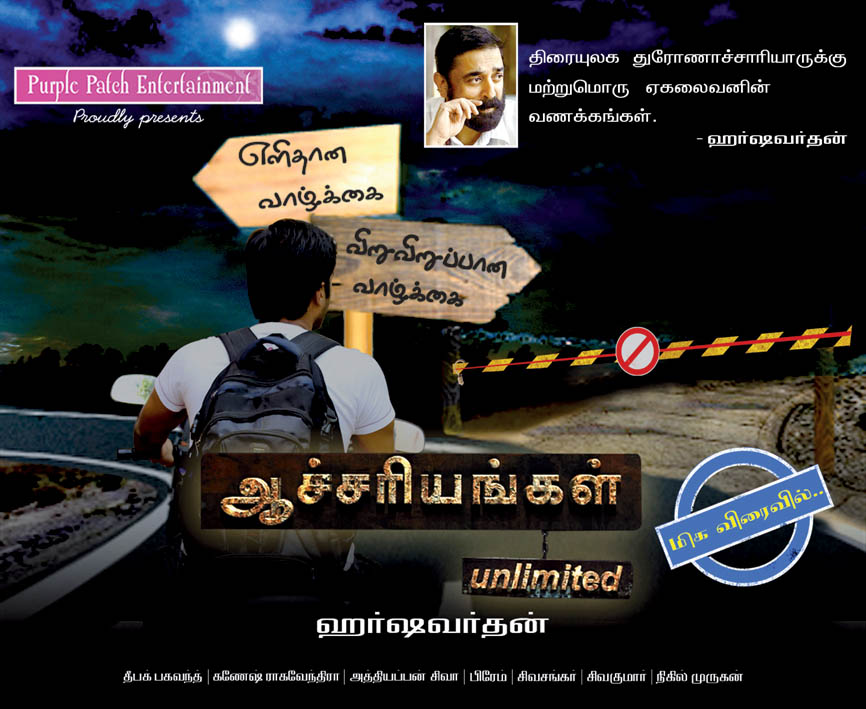 Purple Patch Entertainment
Proudly presents
திரையுலக துரோணாச்சாரியாருக்கு
மற்றுமொரு ஏகலைவனின்
வணக்கங்கள்.
- ஹர்ஷவர்தன்
எளிதான
வாழ்க்கை
விறுவிறுப்பான
வாழ்க்கை
ஆச்சரியங்கள்
unlimited
மிக விரைவில்..
ஹர்ஷவர்தன்
தீபக் பகவந்த் | கணேஷ் ராகவேந்திரா | அத்தியப்பன் சிவா | பிரேம் | சிவசங்கர் | சிவகுமார் | நிகில் முருகன்